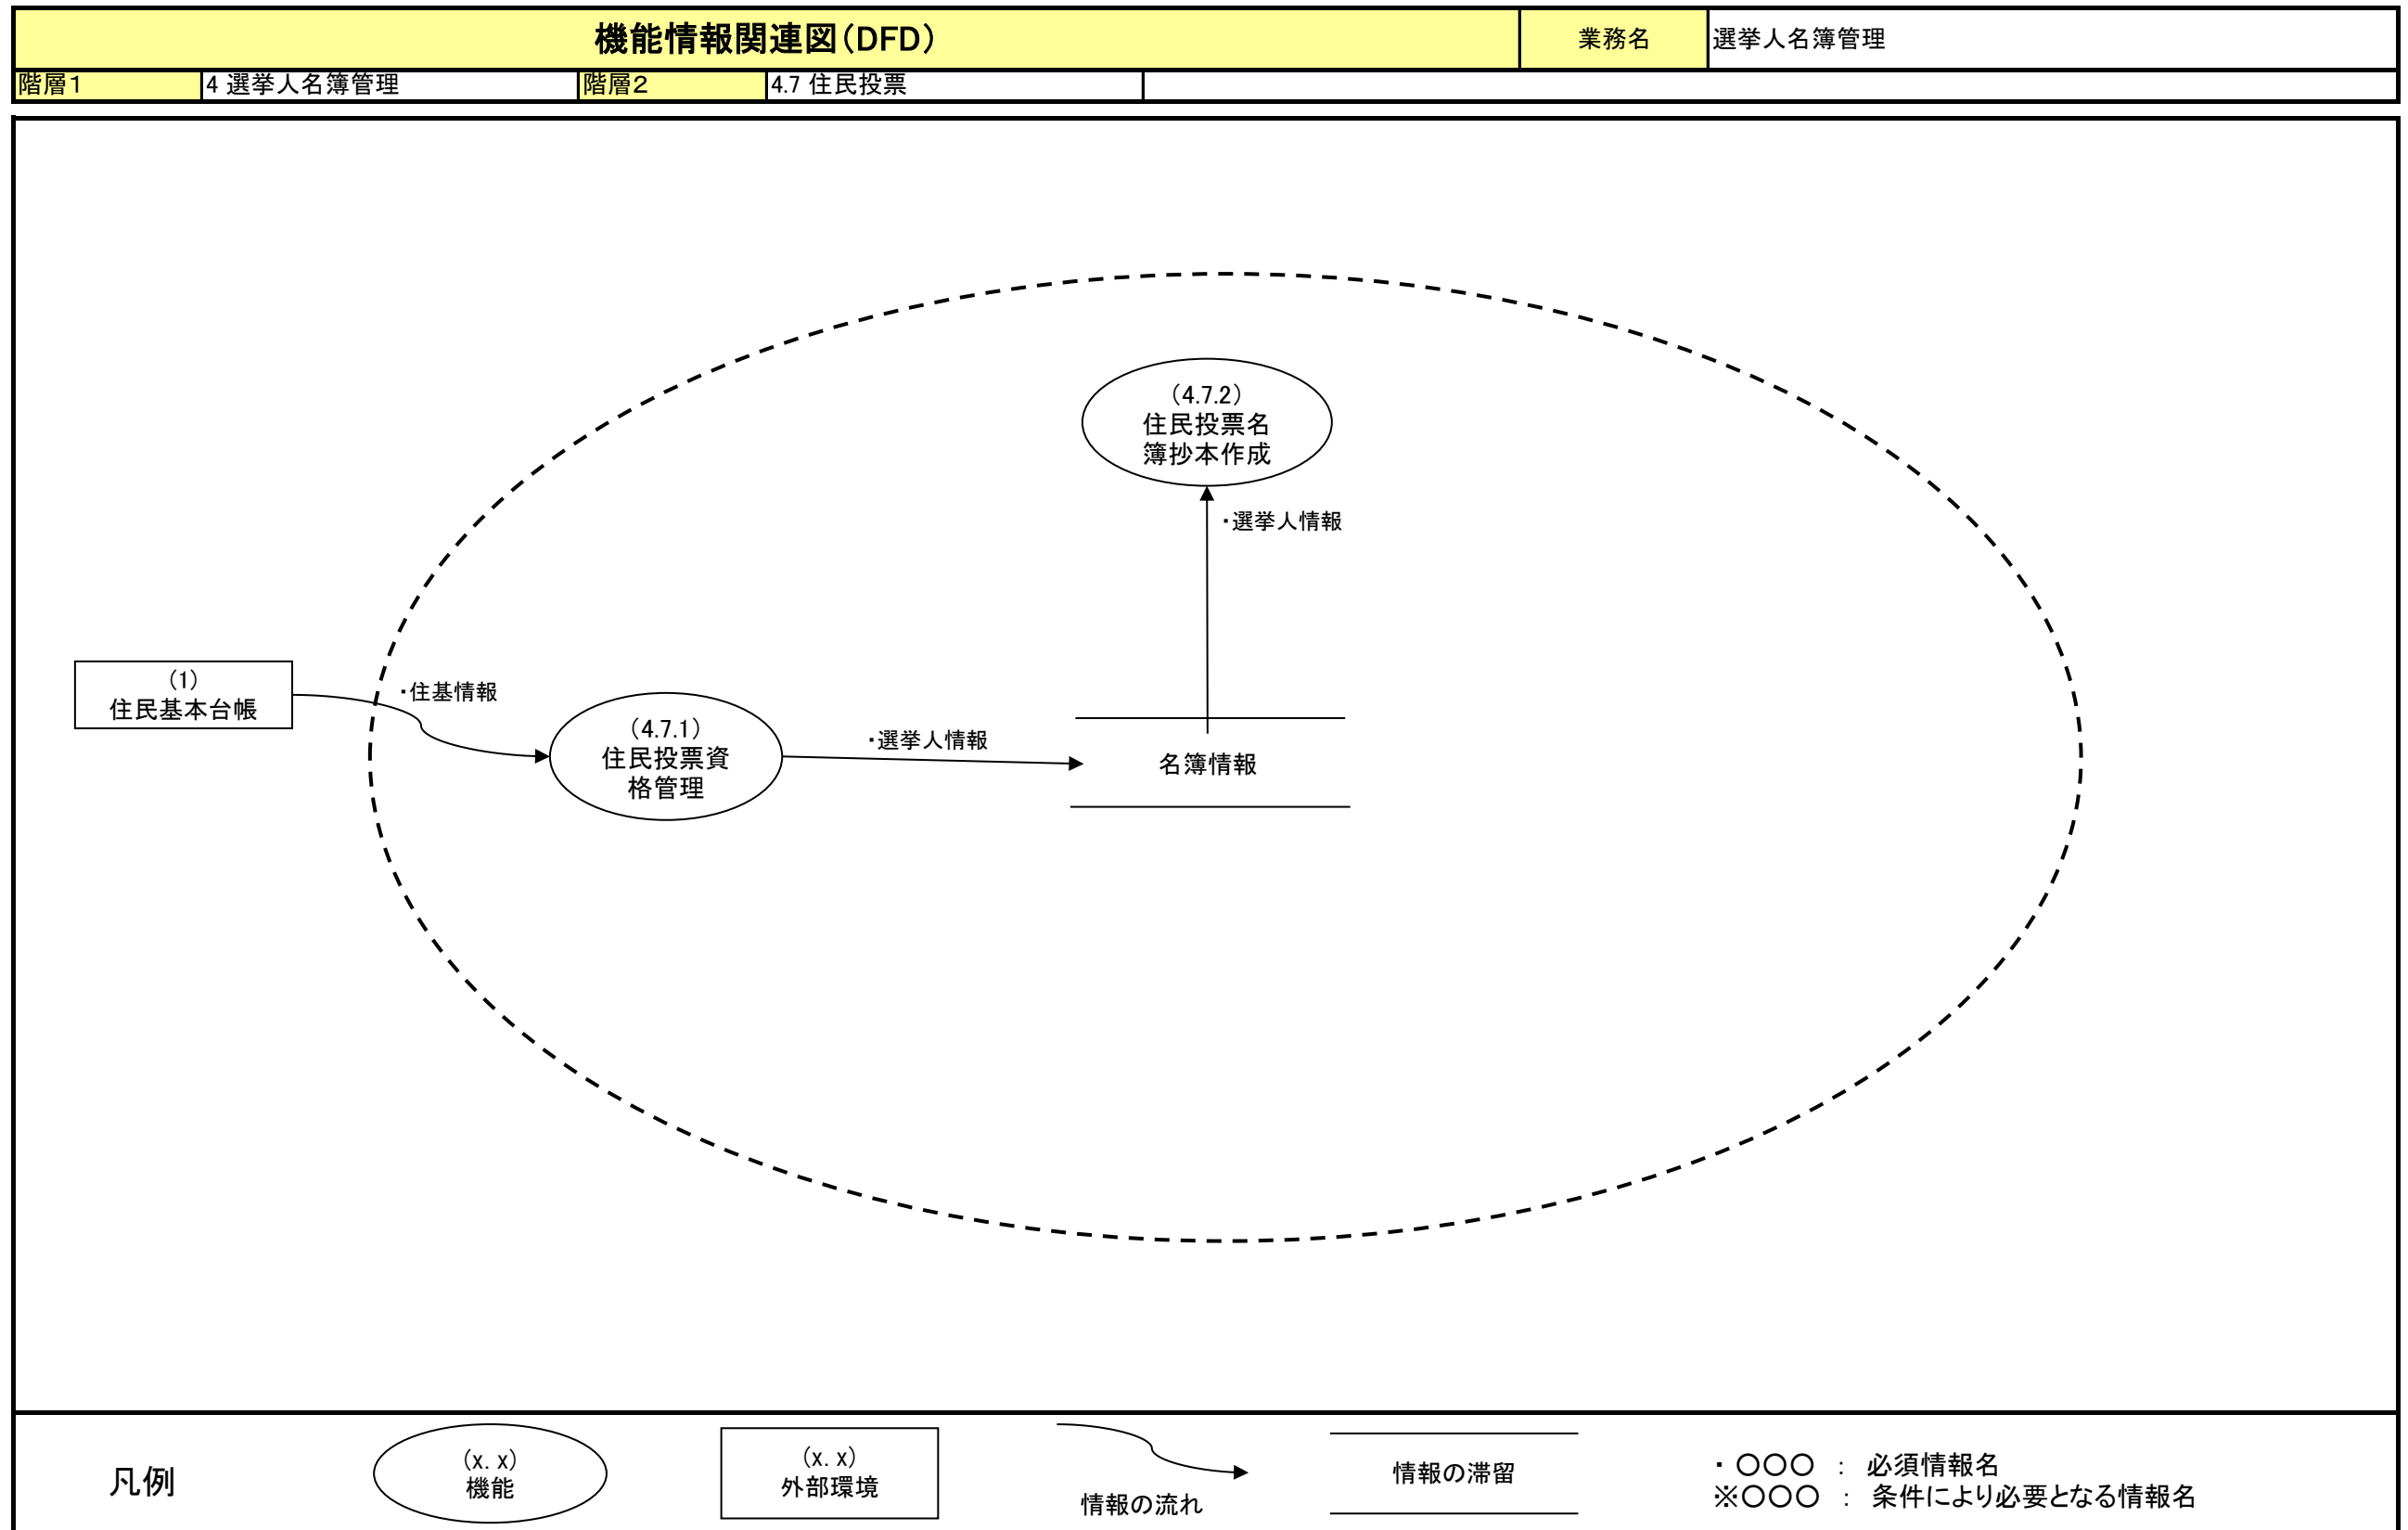 機能情報関連図（DFD）
業務名
選挙人名簿管理
階層１
4 選挙人名簿管理
階層２
4.7 住民投票
（4.7.2）
住民投票名
簿抄本作成
・選挙人情報
（1）
住民基本台帳
・住基情報
（4.7.1）
住民投票資
格管理
・選挙人情報
名簿情報
凡例
（x. x）
機能
（x. x）
外部環境
情報の流れ
情報の滞留
・ 〇〇〇 ： 必須情報名
※〇〇〇 ： 条件により必要となる情報名